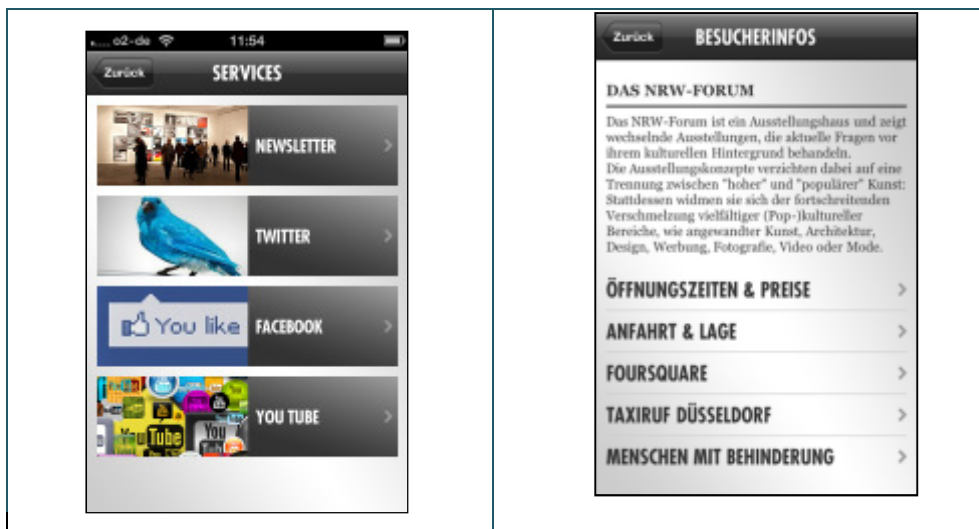 o2-de 11:54
Zurück SERVICES
NEWSLETTER
TWITTER
You like FACEBOOK
You Tube You Tube YOU TUBE
Zurück BESUCHERINFOS
DAS NRW-FORUM
Das NRW-Forum ist ein Ausstellungshaus und zeigt
wechselnde Ausstellungen, die aktuelle Fragen vor
ihrem kulturellen Hintergrund behandeln.
Die Ausstellungskonzepte verzichten dabei auf eine
Trennung zwischen "hoher" und "populärer" Kunst:
Stattdessen widmen sie sich der fortschreitenden
Verschmelzung vielfältiger (Pop-)kultureller
Bereiche, wie angewandter Kunst, Architektur,
Design, Werbung, Fotografie, Video oder Mode.
ÖFFNUNGSZEITEN & PREISE
ANFAHRT & LAGE
FOURSQUARE
TAXIRUF DÜSSELDORF
MENSCHEN MIT BEHINDERUNG